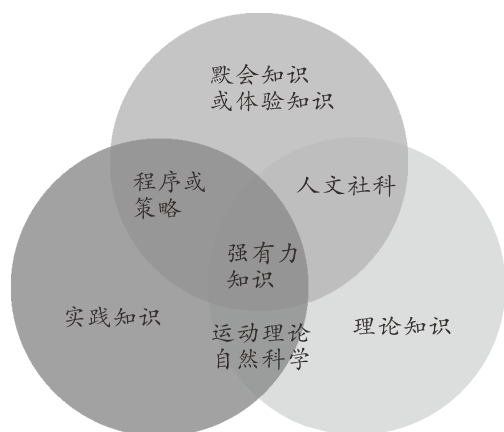 默会知识
或体验知识
程序或
策略
人文社科
强有力
知识
实践知识
运动理论
自然科学
理论知识